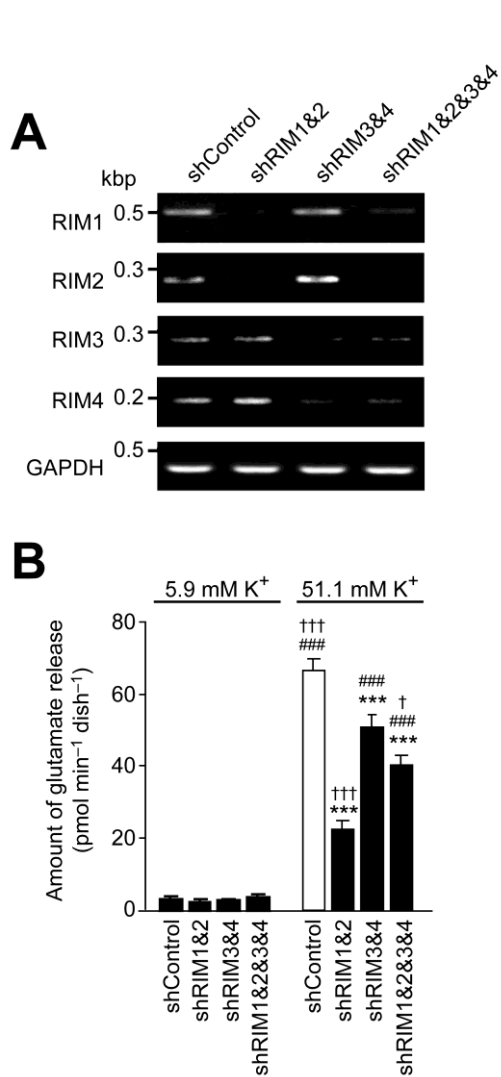 A
shControl
shRIM1&2
shRIM3&4
shRIM1&2&3&4
kbp
RIM1 0.5
RIM2 0.3
RIM3 0.3
RIM4 0.2
GAPDH 0.5
B
5.9 mM K⁺ 51.1 mM K⁺
Amount of glutamate release
(pmol min⁻¹ dish⁻¹)
80
60
40
20
0
†††
###
†††
***
###
***
†
###
***
shControl
shRIM1&2
shRIM3&4
shRIM1&2&3&4
shControl
shRIM1&2
shRIM3&4
shRIM1&2&3&4